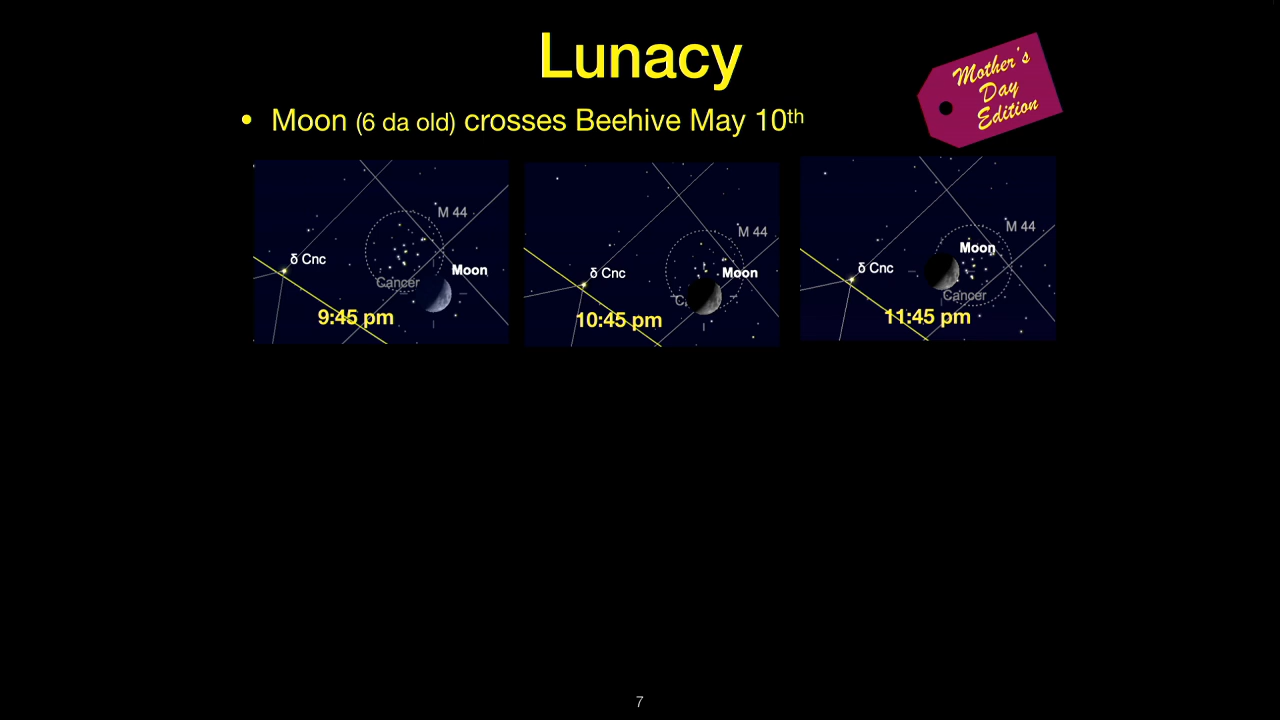 Lunacy
Mother's
Day
Edition
• Moon (6 da old) crosses Beehive May 10th
M 44
δ Cnc
Moon
Cancer
9:45 pm
M 44
δ Cnc
Moon
C
10:45 pm
M 44
Moon
δ Cnc
Cancer
11:45 pm
7